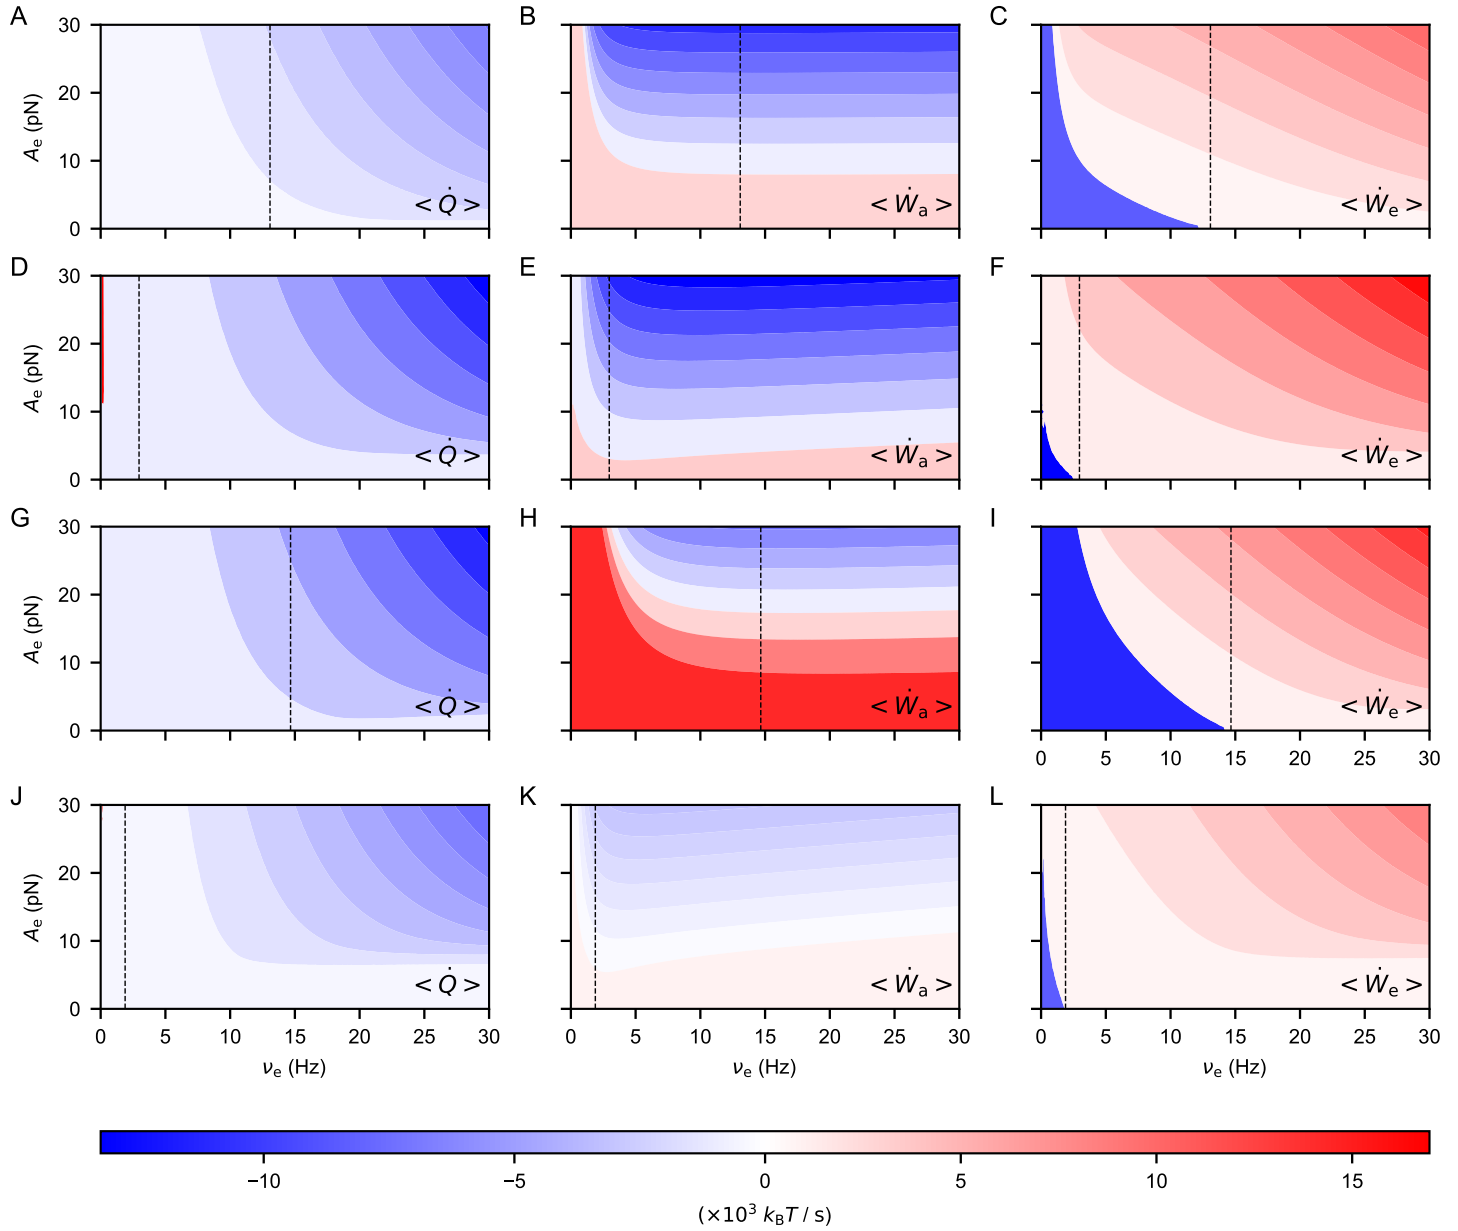 A
B
C
30
20
10
0
A_e (pN)
< Q̇ >
< Ẇ_a >
< Ẇ_e >
D
E
F
30
20
10
0
A_e (pN)
< Q̇ >
< Ẇ_a >
< Ẇ_e >
G
H
I
30
20
10
0
A_e (pN)
< Q̇ >
< Ẇ_a >
< Ẇ_e >
0 5 10 15 20 25 30
J
K
L
30
20
10
0
A_e (pN)
< Q̇ >
< Ẇ_a >
< Ẇ_e >
0 5 10 15 20 25 30
0 5 10 15 20 25 30
0 5 10 15 20 25 30
ν_e (Hz)
ν_e (Hz)
ν_e (Hz)
−10 −5 0 5 10 15
(×10³ k_BT / s)